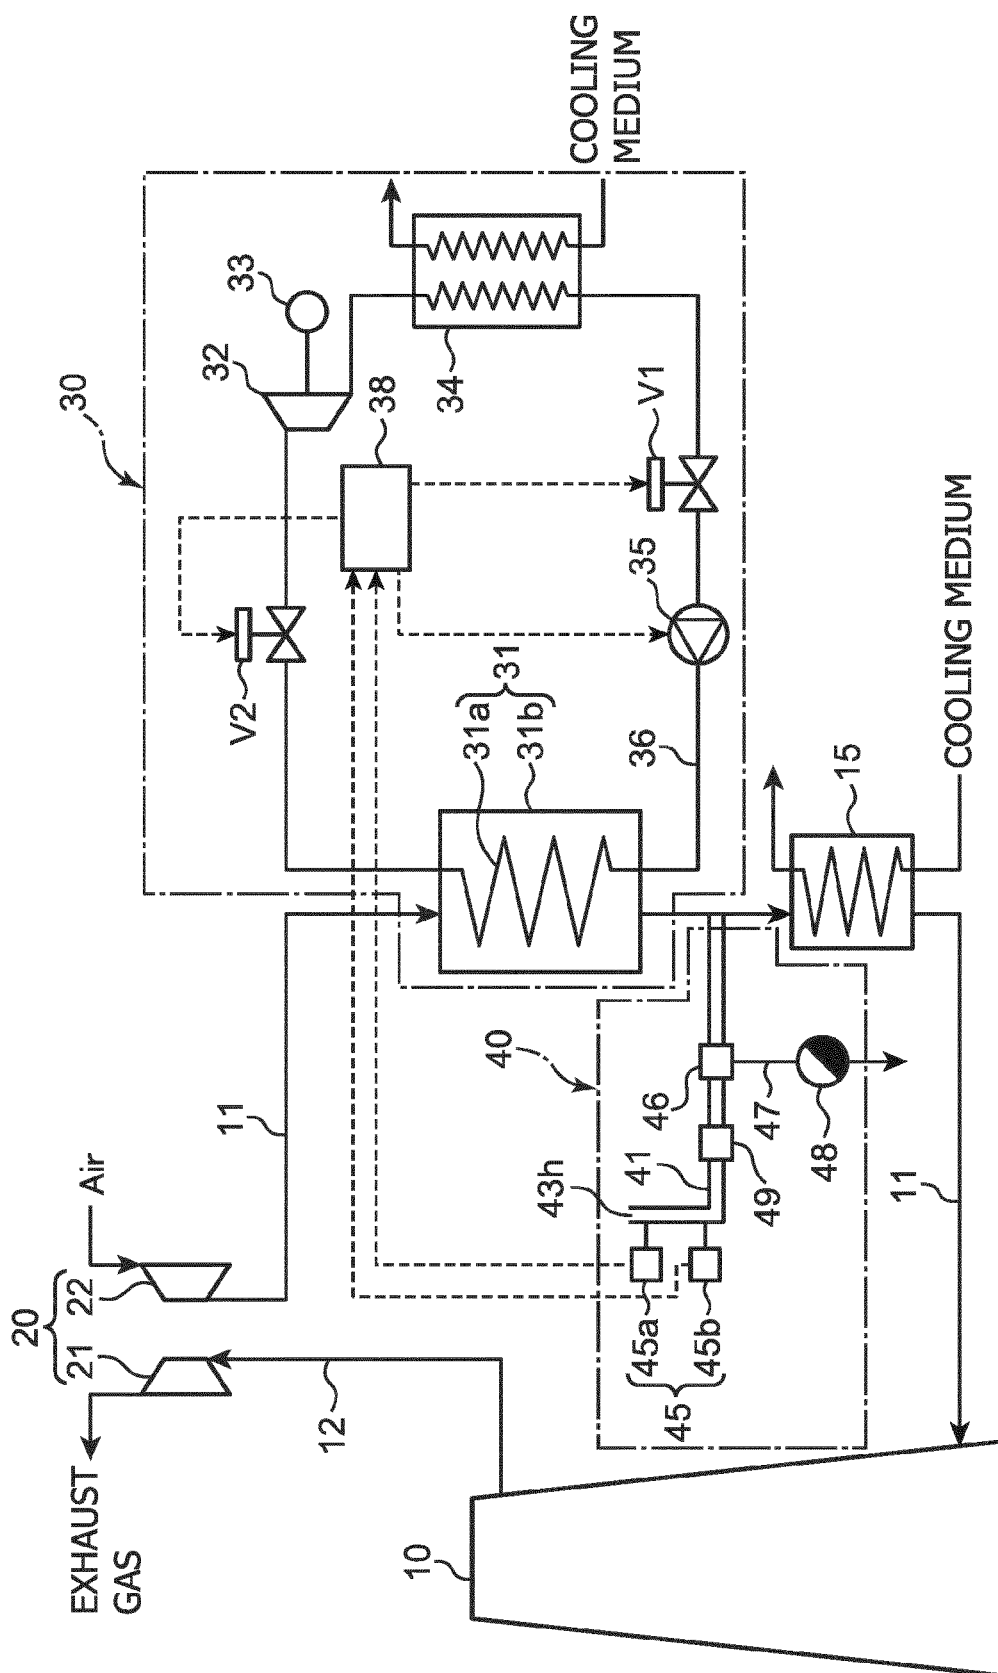 30
33
32
38
V2
34
V1
COOLING
MEDIUM
31
31a
31b
35
36
15
COOLING MEDIUM
20
22
21
Air
11
12
EXHAUST
GAS
10
40
43h
41
46
47
48
49
45a
45b
45
11